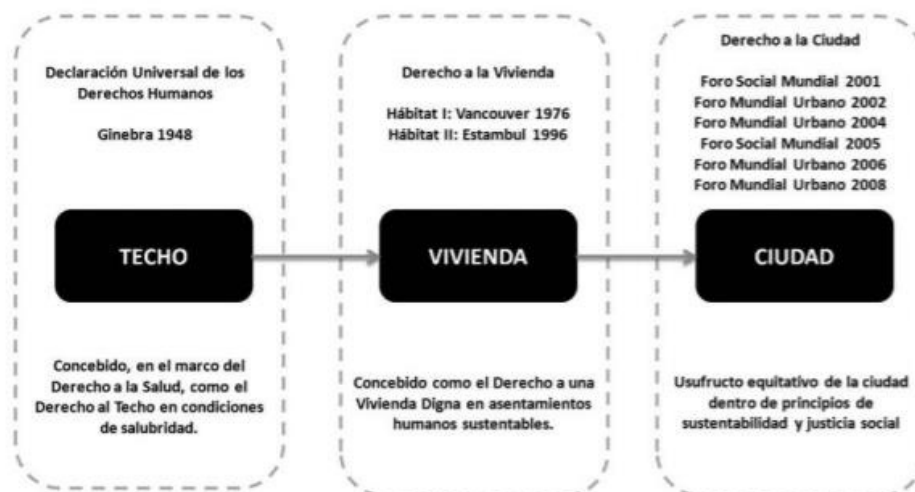 Declaración Universal de los
Derechos Humanos
Ginebra 1948
TECHO
Concebido, en el marco del
Derecho a la Salud, como el
Derecho al Techo en condiciones
de salubridad.
Derecho a la Vivienda
Hábitat I: Vancouver 1976
Hábitat II: Estambul 1996
VIVIENDA
Concebido como el Derecho a una
Vivienda Digna en asentamientos
humanos sustentables.
Derecho a la Ciudad
Foro Social Mundial 2001
Foro Mundial Urbano 2002
Foro Mundial Urbano 2004
Foro Social Mundial 2005
Foro Mundial Urbano 2006
Foro Mundial Urbano 2008
CIUDAD
Usufructo equitativo de la ciudad
dentro de principios de
sustentabilidad y justicia social